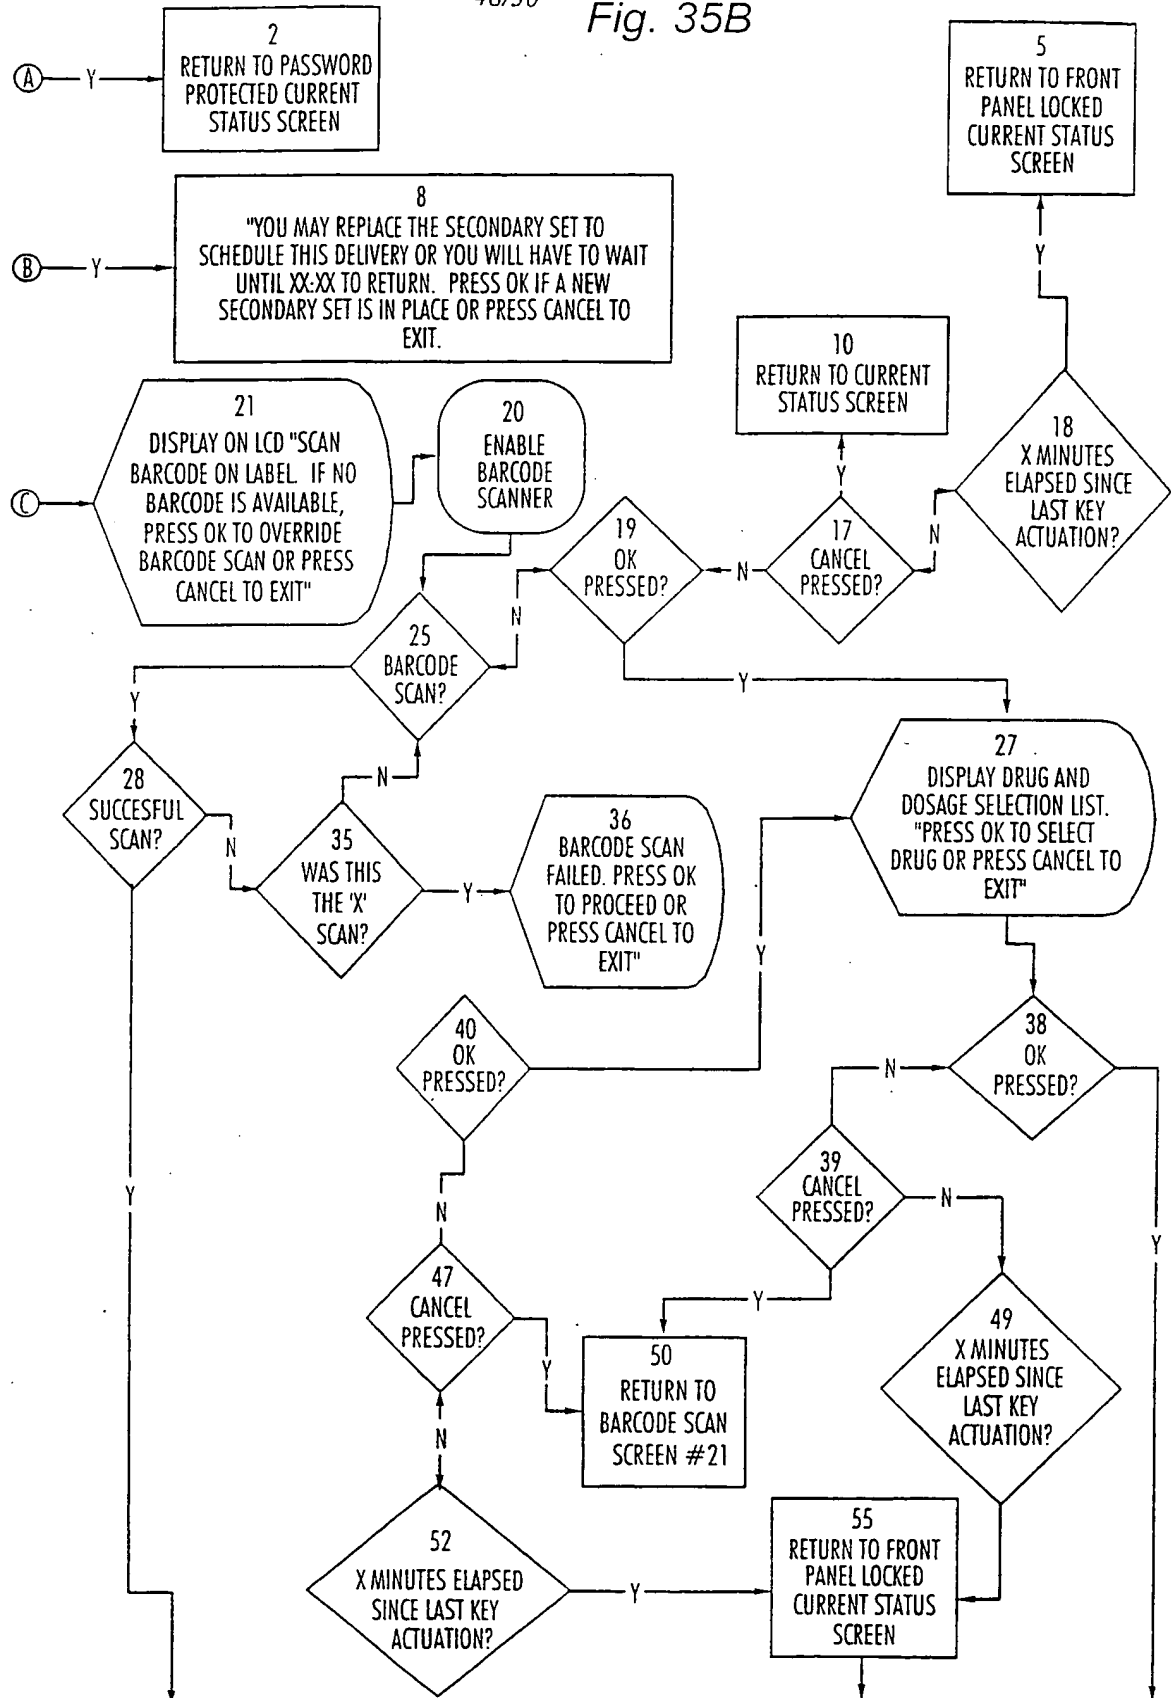 Fig. 35B
2
RETURN TO PASSWORD
PROTECTED CURRENT
STATUS SCREEN
A
Y
5
RETURN TO FRONT
PANEL LOCKED
CURRENT STATUS
SCREEN
Y
8
"YOU MAY REPLACE THE SECONDARY SET TO
SCHEDULE THIS DELIVERY OR YOU WILL HAVE TO WAIT
UNTIL XX:XX TO RETURN. PRESS OK IF A NEW
SECONDARY SET IS IN PLACE OR PRESS CANCEL TO
EXIT.
B
Y
10
RETURN TO CURRENT
STATUS SCREEN
Y
21
DISPLAY ON LCD "SCAN
BARCODE ON LABEL. IF NO
BARCODE IS AVAILABLE,
PRESS OK TO OVERRIDE
BARCODE SCAN OR PRESS
CANCEL TO EXIT"
C
20
ENABLE
BARCODE
SCANNER
18
X MINUTES
ELAPSED SINCE
LAST KEY
ACTUATION?
N
17
CANCEL
PRESSED?
N
19
OK
PRESSED?
N
Y
25
BARCODE
SCAN?
Y
N
28
SUCCESFUL
SCAN?
N
35
WAS THIS
THE 'X'
SCAN?
Y
36
BARCODE SCAN
FAILED. PRESS OK
TO PROCEED OR
PRESS CANCEL TO
EXIT"
27
DISPLAY DRUG AND
DOSAGE SELECTION LIST.
"PRESS OK TO SELECT
DRUG OR PRESS CANCEL TO
EXIT"
Y
40
OK
PRESSED?
38
OK
PRESSED?
N
39
CANCEL
PRESSED?
N
Y
Y
N
Y
47
CANCEL
PRESSED?
Y
N
50
RETURN TO
BARCODE SCAN
SCREEN #21
49
X MINUTES
ELAPSED SINCE
LAST KEY
ACTUATION?
52
X MINUTES ELAPSED
SINCE LAST KEY
ACTUATION?
Y
55
RETURN TO FRONT
PANEL LOCKED
CURRENT STATUS
SCREEN